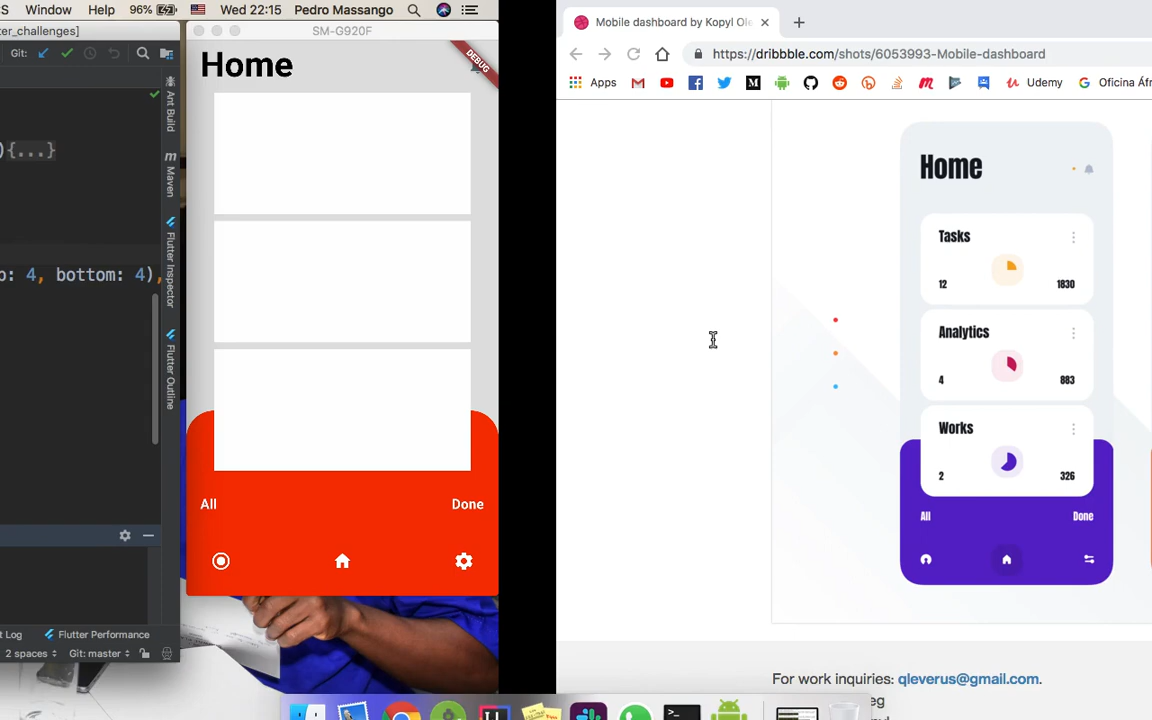 S Window Help 96% Wed 22:15 Pedro Massango
ter_challenges]
Git:
){...}
p: 4, bottom: 4),
Ant Build
Maven
Flutter Inspector
Flutter Outline
t Log Flutter Performance
2 spaces Git: master
SM-G920F
Home
DEBUG
All Done
Mobile dashboard by Kopyl Ole
https://dribbble.com/shots/6053993-Mobile-dashboard
Apps Udemy Oficina Áfr
Home
Tasks
12 1830
Analytics
4 883
Works
2 326
All Done
For work inquiries: qleverus@gmail.com.
eg